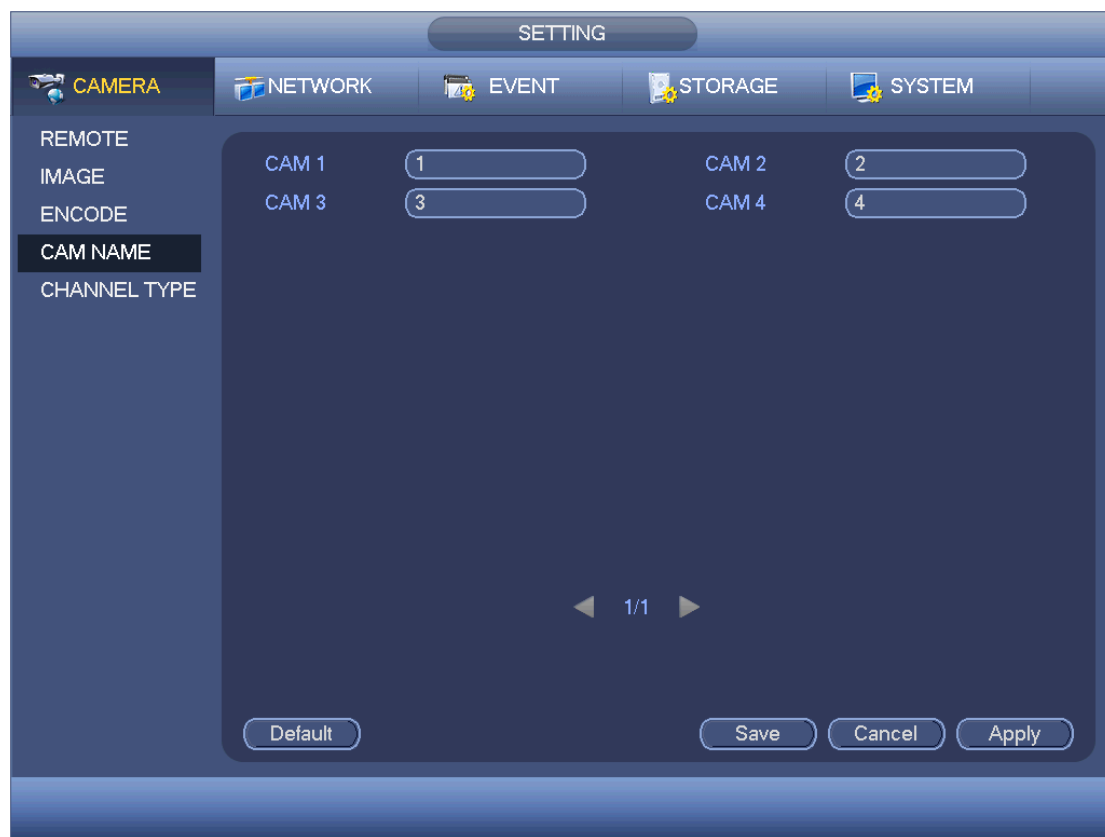 SETTING
CAMERA NETWORK EVENT STORAGE SYSTEM
REMOTE
IMAGE
ENCODE
CAM NAME
CHANNEL TYPE
CAM 1 1 CAM 2 2
CAM 3 3 CAM 4 4
1/1
Default Save Cancel Apply